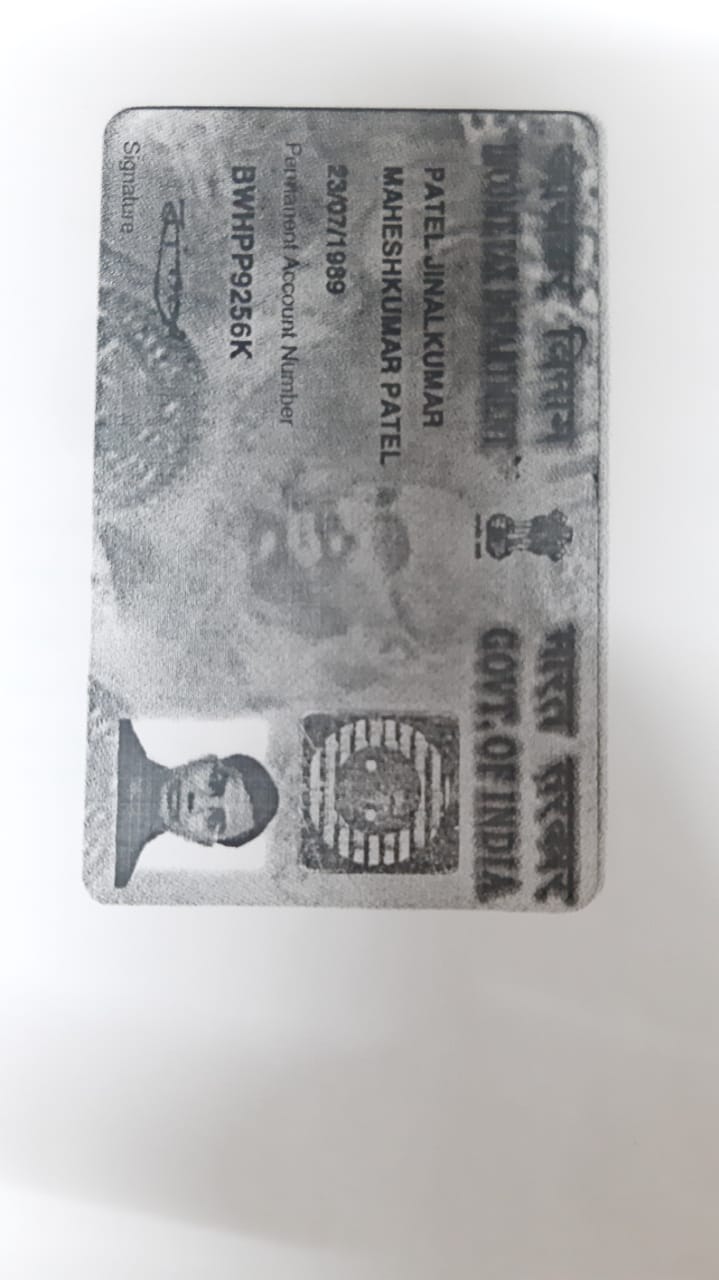 आयकर विभाग
INCOME TAX DEPARTMENT
भारत सरकार
GOVT. OF INDIA
PATEL JINALKUMAR
MAHESHKUMAR PATEL
23/07/1989
Permanent Account Number
BWHPP9256K
Signature